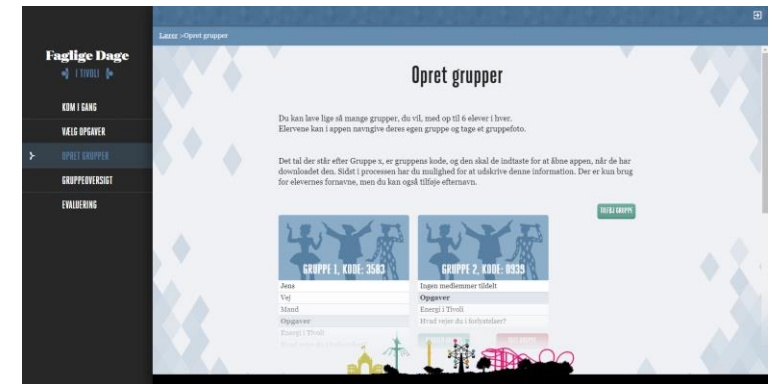 Lærer >Opret grupper
Faglige Dage
I TIVOLI
KOM I GANG
VÆLG OPGAVER
OPRET GRUPPER
GRUPPEOVERSIGT
EVALUERING
Opret grupper
Du kan lave lige så mange grupper, du vil, med op til 6 elever i hver.
Elervene kan i appen navngive deres egen gruppe og tage et gruppefoto.
Det tal der står efter Gruppe x, er gruppens kode, og den skal de indtaste for at åbne appen, når de har
downloadet den. Sidst i processen har du mulighed for at udskrive denne information. Der er kun brug
for elevernes fornavne, men du kan også tilføje efternavn.
TILFØJ GRUPPE
GRUPPE 1, KODE: 3583
Jens
Vej
Mand
Opgaver
Energi i Tivoli
GRUPPE 2, KODE: 8939
Ingen medlemmer tildelt
Opgaver
Energi i Tivoli
Hvad vejer du i forlystelser?